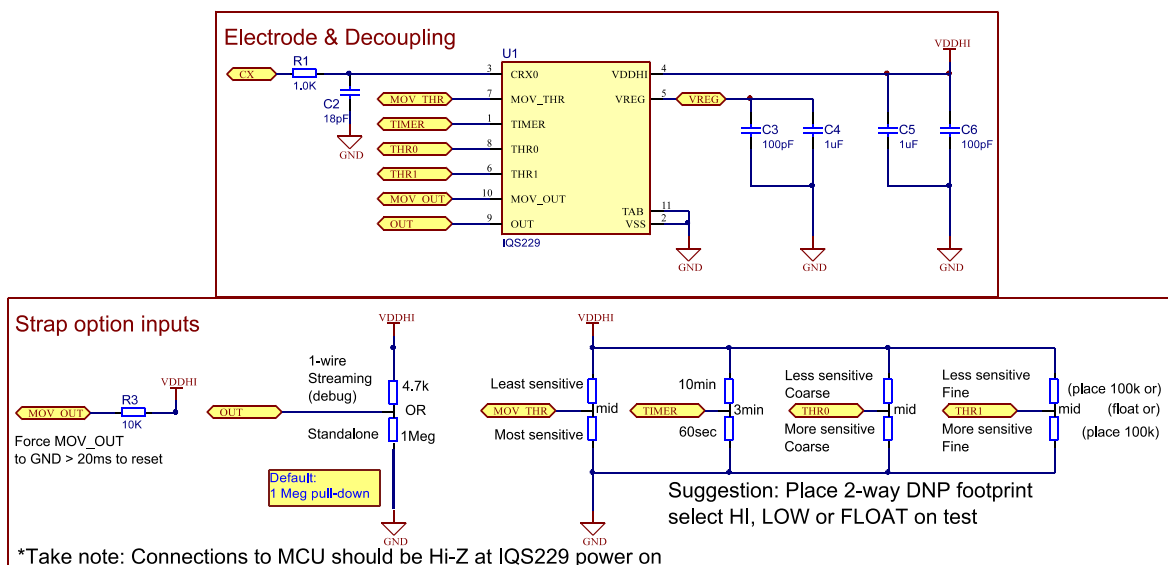 Electrode & Decoupling
U1
VDDHI
CX
R1
1.0K
C2
18pF
GND
3
CRX0
VDDHI
4
MOV_THR
7
MOV_THR
VREG
5
VREG
TIMER
1
TIMER
THR0
8
THR0
THR1
6
THR1
MOV_OUT
10
MOV_OUT
OUT
9
OUT
TAB
11
VSS
2
IQS229
GND
C3
100pF
C4
1uF
C5
1uF
C6
100pF
GND
GND
Strap option inputs
VDDHI
VDDHI
VDDHI
1-wire
Streaming
(debug)
4.7k
MOV_OUT
R3
10K
OUT
OR
Standalone
1Meg
Force MOV_OUT
to GND > 20ms to reset
Default:
1 Meg pull-down
GND
Least sensitive
MOV_THR
mid
Most sensitive
10min
TIMER
3min
60sec
Less sensitive
Coarse
THR0
mid
More sensitive
Coarse
Less sensitive
Fine
THR1
mid
More sensitive
Fine
(place 100k or)
(float or)
(place 100k)
GND
Suggestion: Place 2-way DNP footprint
select HI, LOW or FLOAT on test
*Take note: Connections to MCU should be Hi-Z at IQS229 power on